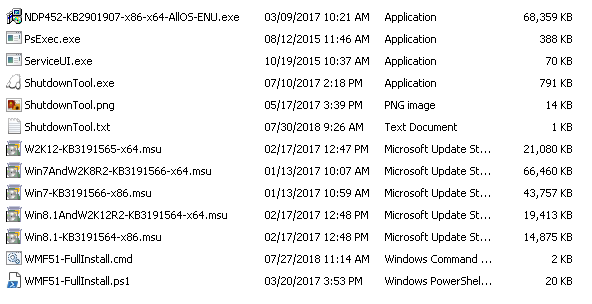 NDP452-KB2901907-x86-x64-AllOS-ENU.exe 03/09/2017 10:21 AM Application 68,359 KB
PsExec.exe 08/12/2015 11:46 AM Application 388 KB
ServiceUI.exe 10/19/2015 10:37 AM Application 70 KB
ShutdownTool.exe 07/10/2017 2:18 PM Application 791 KB
ShutdownTool.png 05/17/2017 3:39 PM PNG image 14 KB
ShutdownTool.txt 07/30/2018 9:26 AM Text Document 1 KB
W2K12-KB3191565-x64.msu 02/17/2017 12:47 PM Microsoft Update St... 21,080 KB
Win7AndW2K8R2-KB3191566-x64.msu 01/13/2017 10:07 AM Microsoft Update St... 66,460 KB
Win7-KB3191566-x86.msu 01/13/2017 10:59 AM Microsoft Update St... 43,757 KB
Win8.1AndW2K12R2-KB3191564-x64.msu 02/17/2017 12:48 PM Microsoft Update St... 19,413 KB
Win8.1-KB3191564-x86.msu 02/17/2017 12:48 PM Microsoft Update St... 14,875 KB
WMF51-FullInstall.cmd 07/27/2018 11:14 AM Windows Command ... 2 KB
WMF51-FullInstall.ps1 03/20/2017 3:53 PM Windows PowerShel... 20 KB